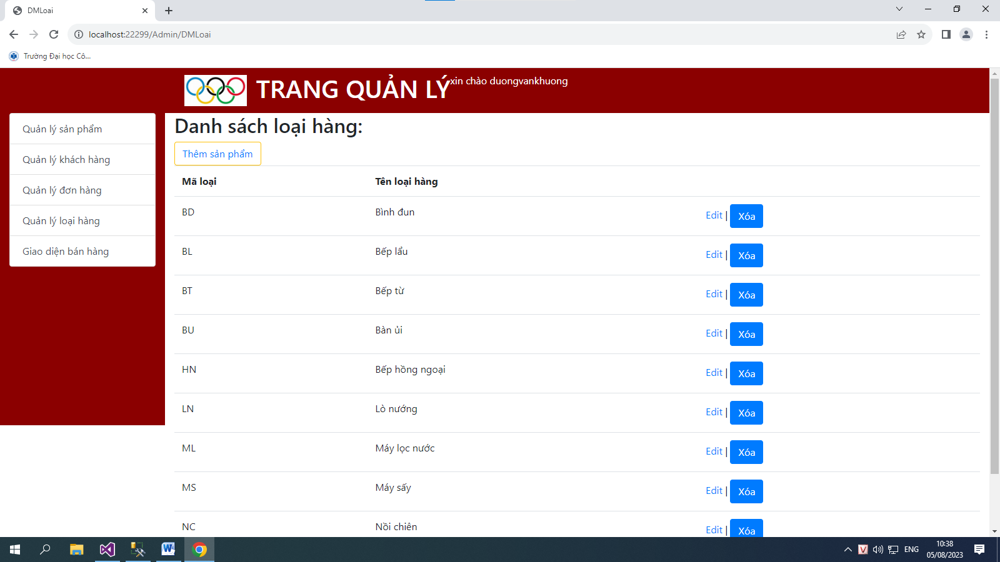 DMLoai
localhost:22299/Admin/DMLoai
Trường Đại học Cô...
TRANG QUẢN LÝ
xin chào duongvankhuong
Quản lý sản phẩm
Quản lý khách hàng
Quản lý đơn hàng
Quản lý loại hàng
Giao diện bán hàng
Danh sách loại hàng:
Thêm sản phẩm
Mã loại Tên loại hàng
BD Bình đun Edit | Xóa
BL Bếp lẩu Edit | Xóa
BT Bếp từ Edit | Xóa
BU Bàn ủi Edit | Xóa
HN Bếp hồng ngoại Edit | Xóa
LN Lò nướng Edit | Xóa
ML Máy lọc nước Edit | Xóa
MS Máy sấy Edit | Xóa
NC Nồi chiên Edit | Xóa
ENG
10:38
05/08/2023